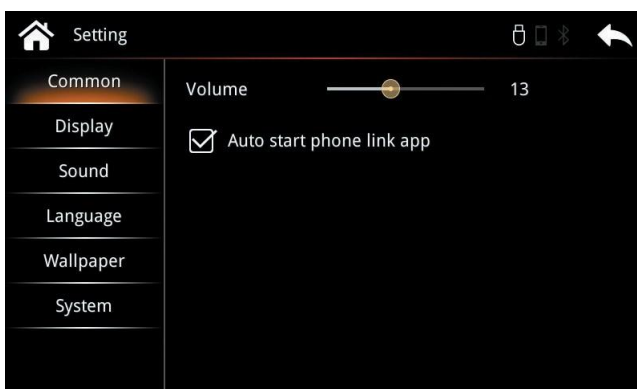 Setting
Common
Volume 13
Display
Auto start phone link app
Sound
Language
Wallpaper
System